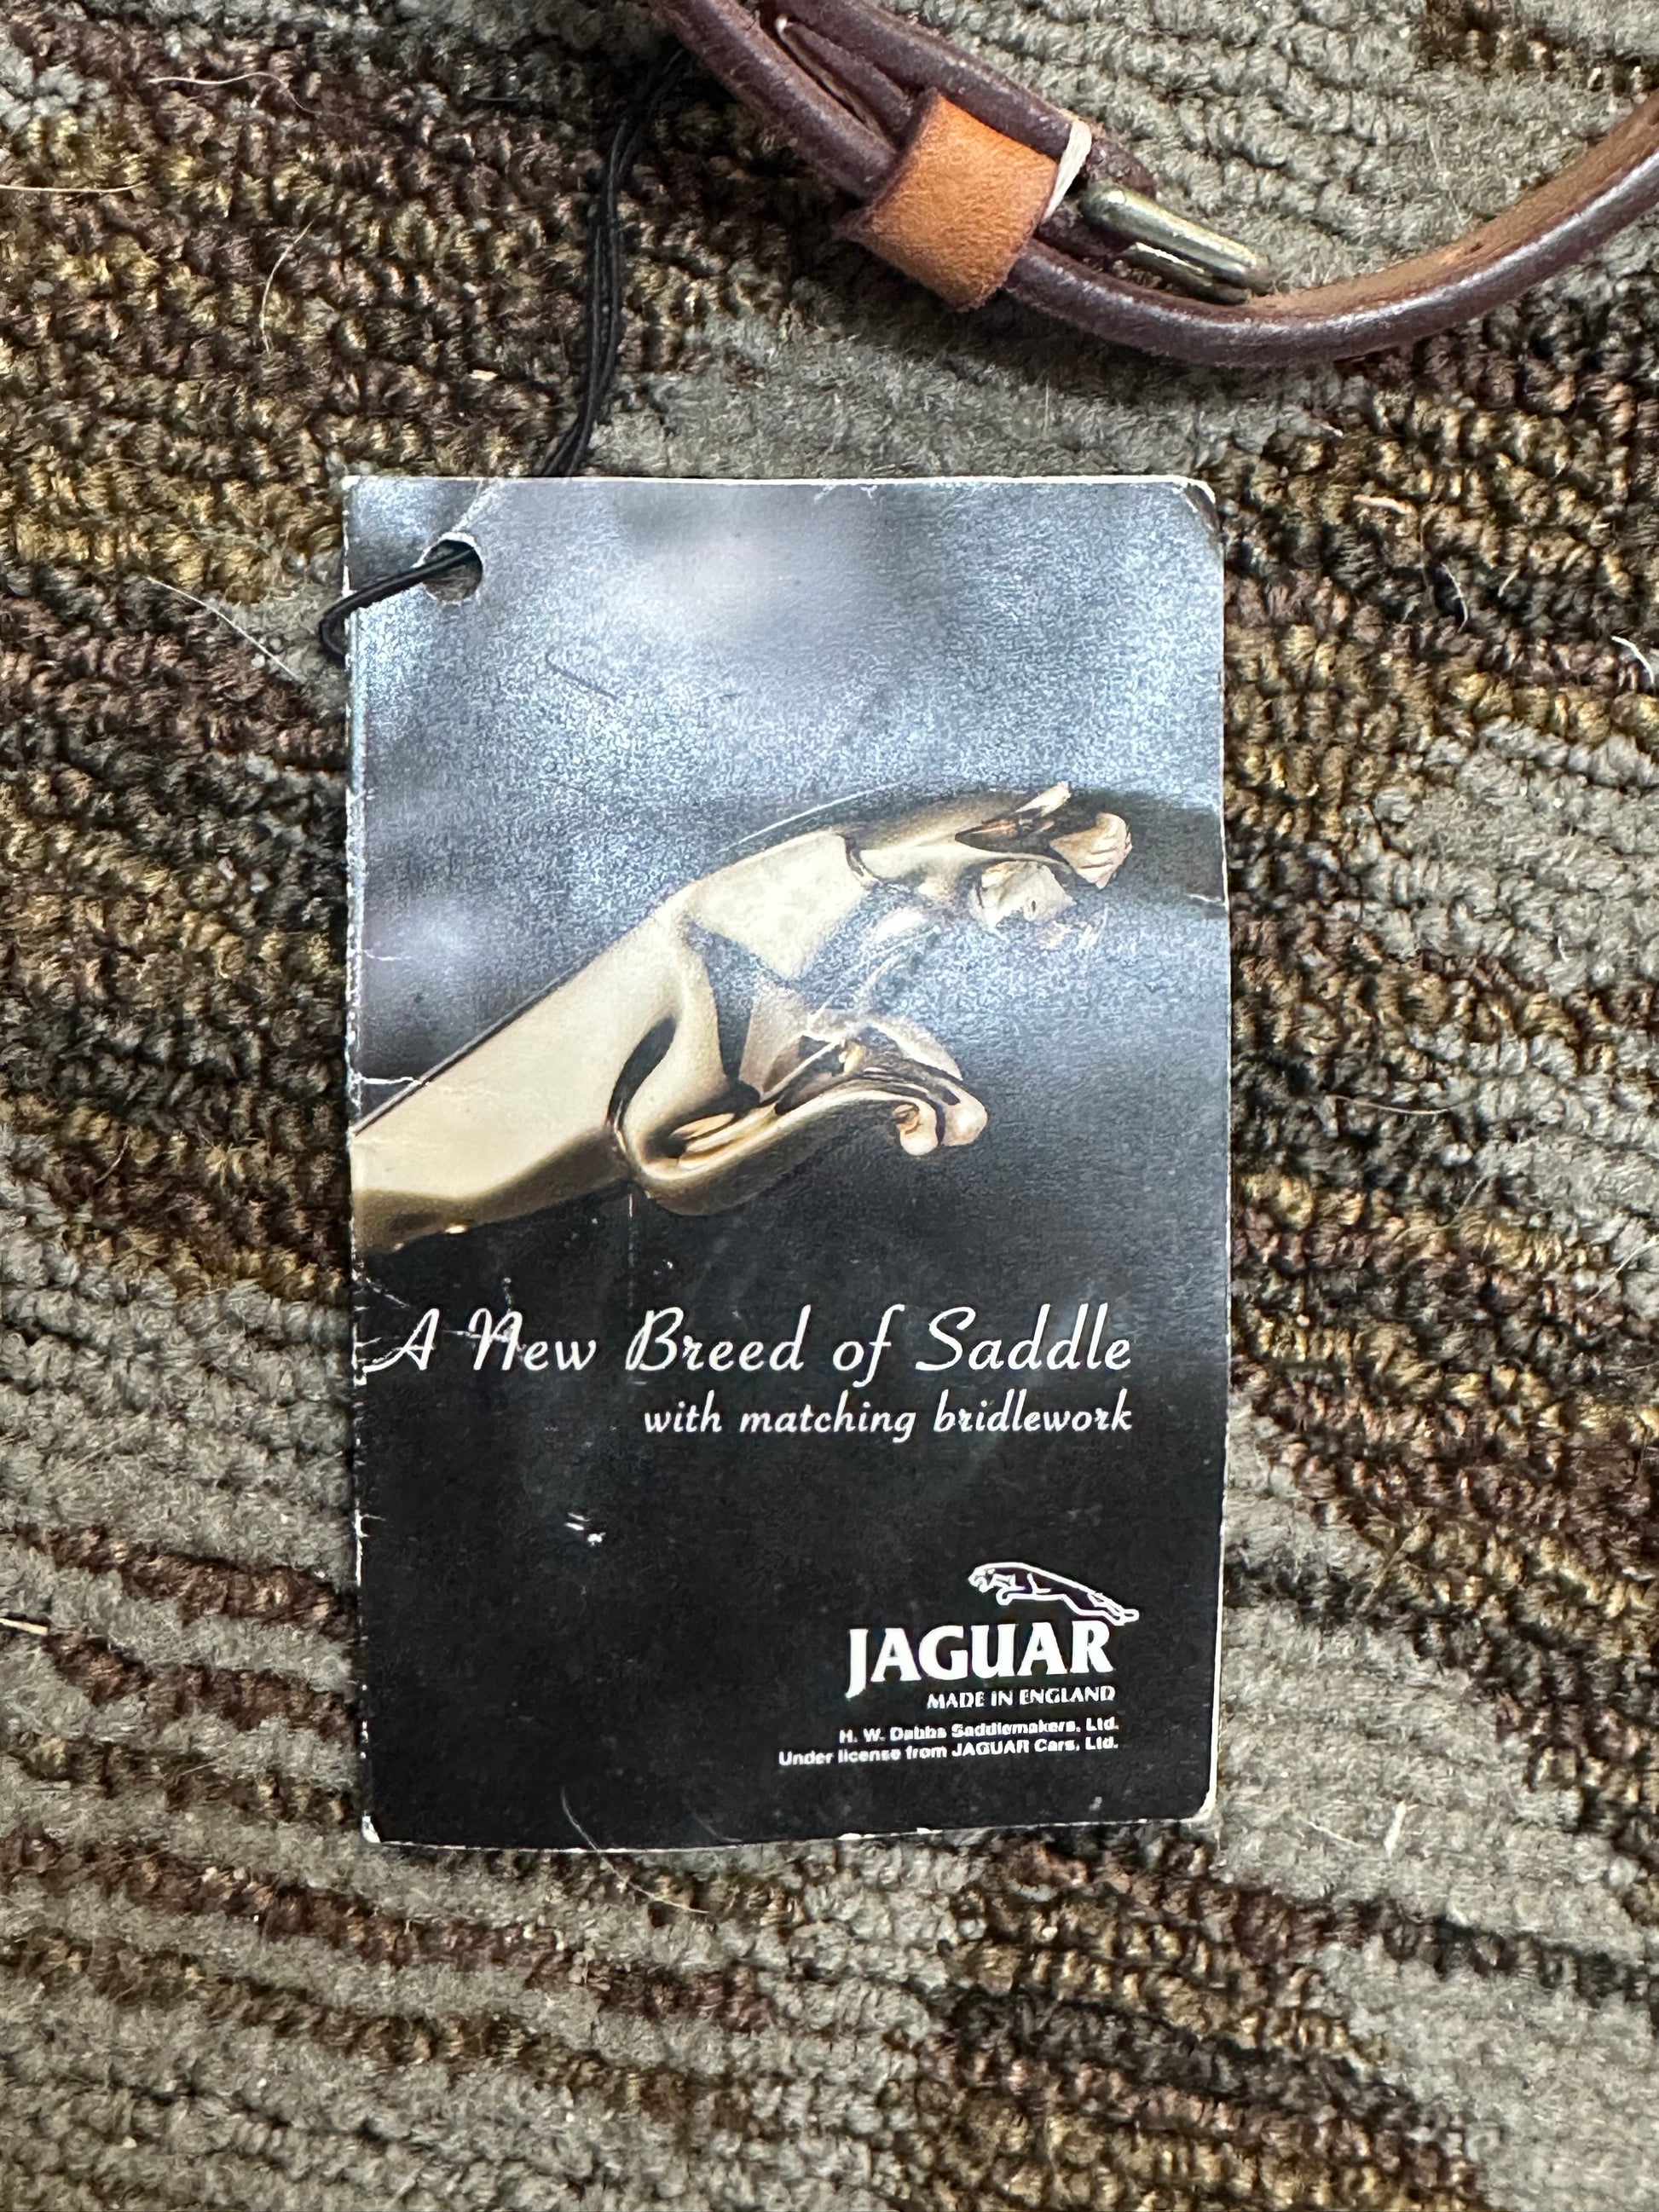 A New Breed of Saddle
with matching bridlework
JAGUAR
MADE IN ENGLAND
H. W. Dabbs Saddlemakers, Ltd.
Under license from JAGUAR Cars, Ltd.